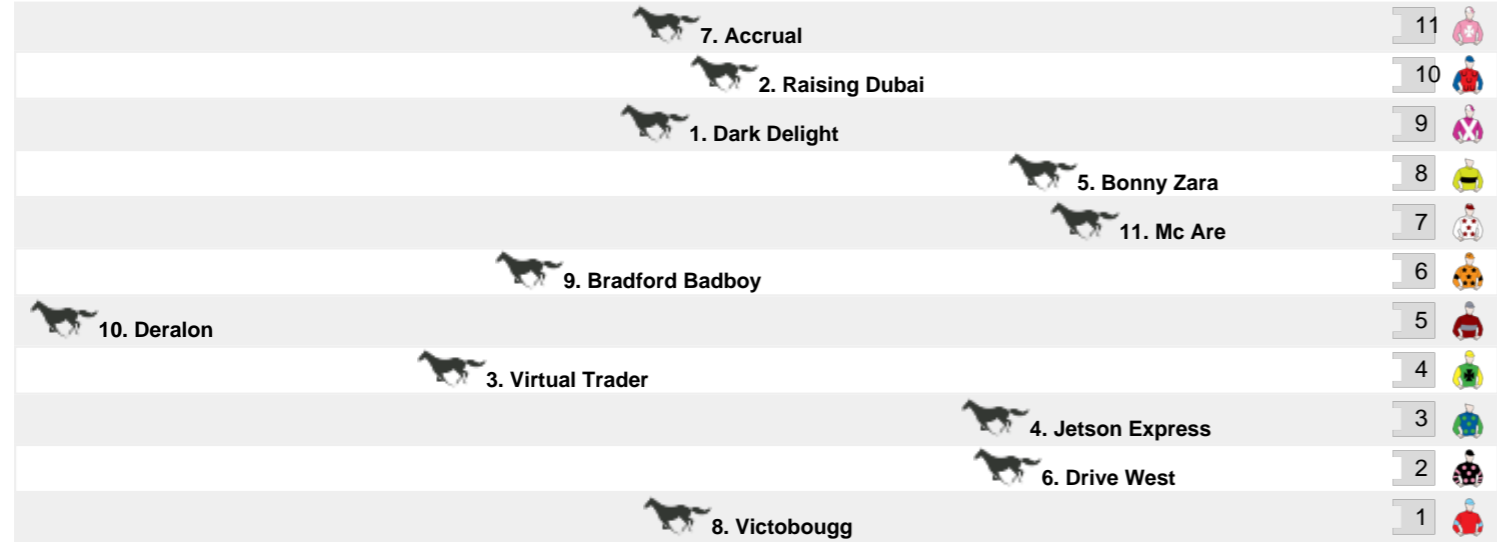 7. Accrual 11
2. Raising Dubai 10
1. Dark Delight 9
5. Bonny Zara 8
11. Mc Are 7
9. Bradford Badboy 6
10. Deralon 5
3. Virtual Trader 4
4. Jetson Express 3
6. Drive West 2
8. Victobougg 1